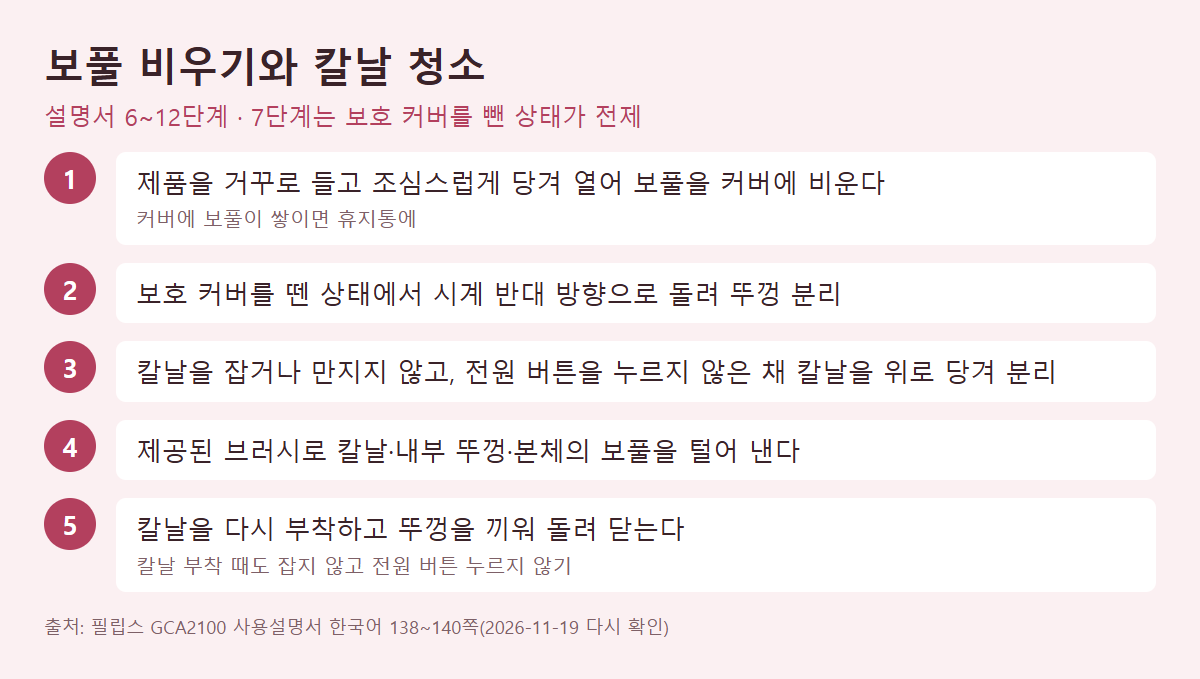 보풀 비우기와 칼날 청소
설명서 6~12단계 · 7단계는 보호 커버를 뺀 상태가 전제
1
제품을 거꾸로 들고 조심스럽게 당겨 열어 보풀을 커버에 비운다
커버에 보풀이 쌓이면 휴지통에
2
보호 커버를 뗀 상태에서 시계 반대 방향으로 돌려 뚜껑 분리
3
칼날을 잡거나 만지지 않고, 전원 버튼을 누르지 않은 채 칼날을 위로 당겨 분리
4
제공된 브러시로 칼날·내부 뚜껑·본체의 보풀을 털어 낸다
5
칼날을 다시 부착하고 뚜껑을 끼워 돌려 닫는다
칼날 부착 때도 잡지 않고 전원 버튼 누르지 않기
출처: 필립스 GCA2100 사용설명서 한국어 138~140쪽(2026-11-19 다시 확인)